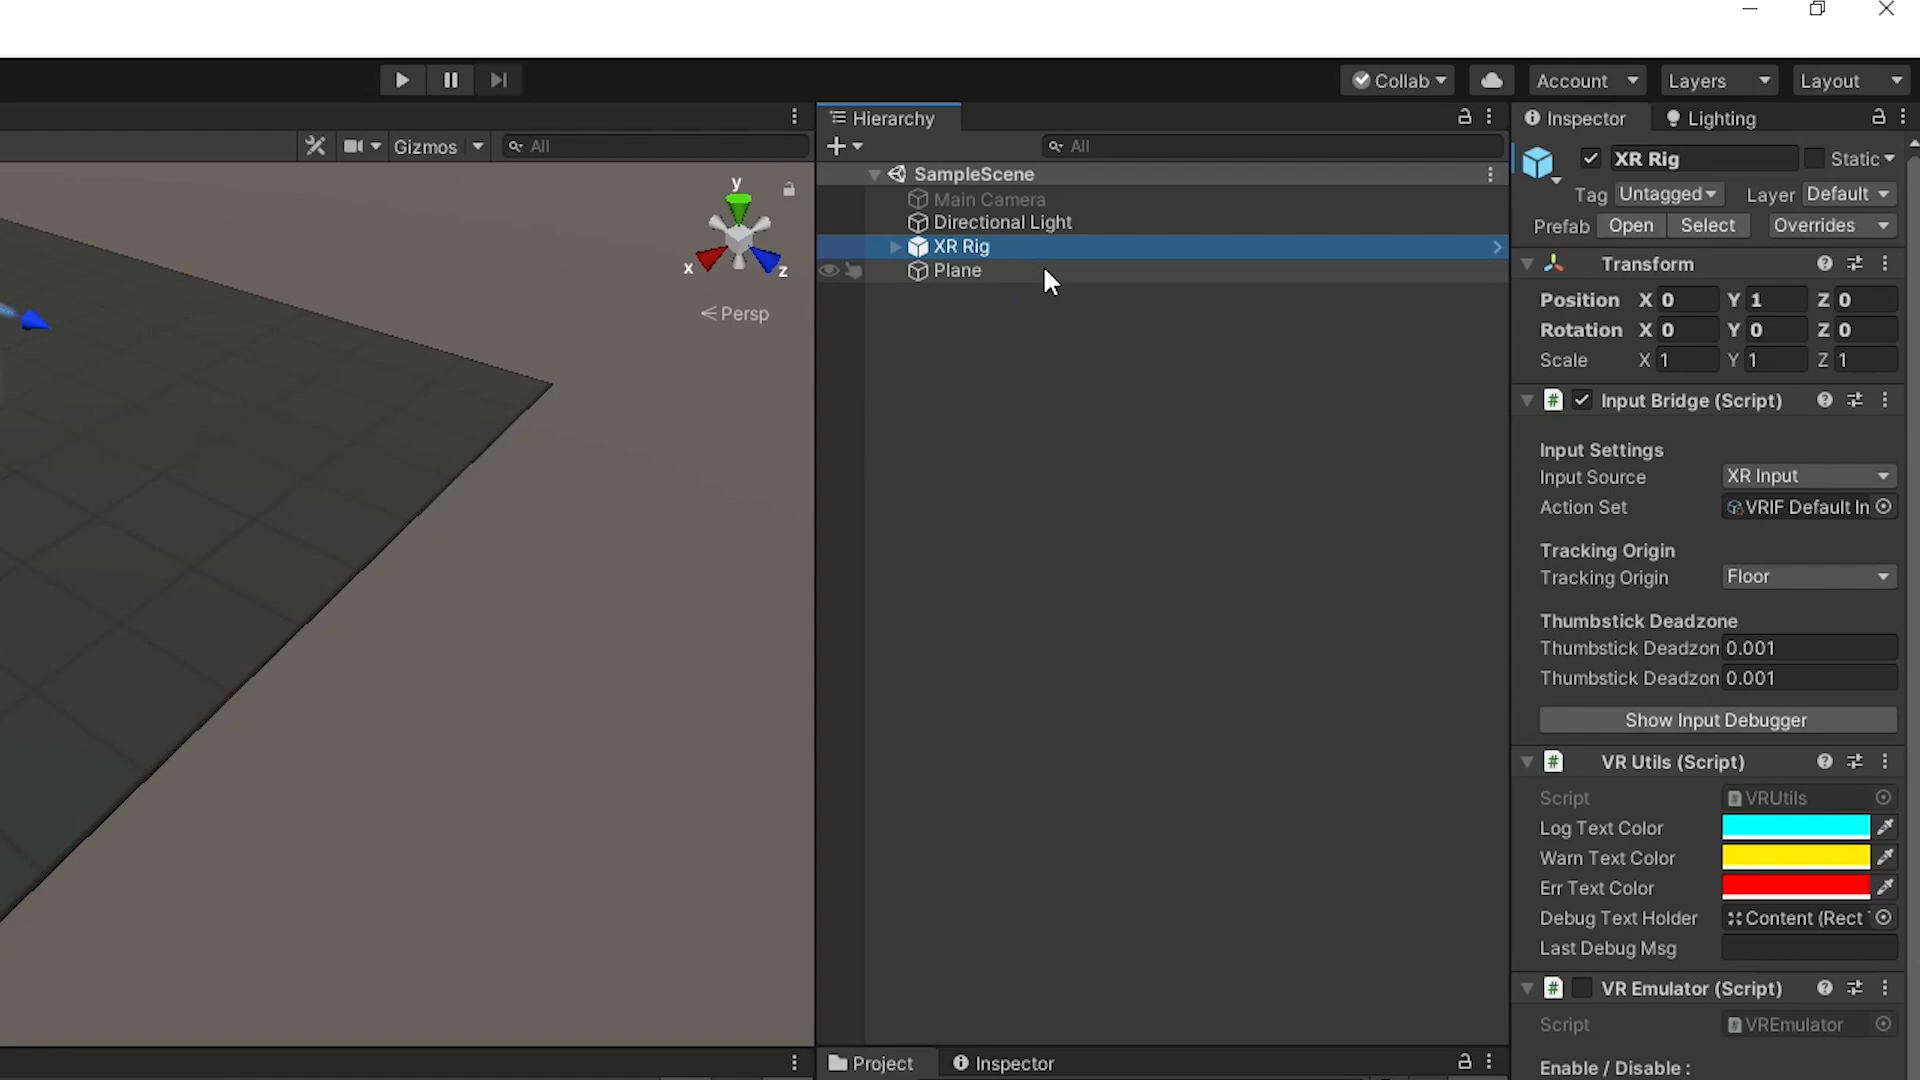 Collab
Account
Layers
Layout
Hierarchy
Inspector
Lighting
Gizmos
All
All
SampleScene
Main Camera
Directional Light
XR Rig
Plane
y
x
z
Persp
XR Rig
Static
Tag Untagged Layer Default
Prefab Open Select Overrides
Transform
Position X 0 Y 1 Z 0
Rotation X 0 Y 0 Z 0
Scale X 1 Y 1 Z 1
# Input Bridge (Script)
Input Settings
Input Source XR Input
Action Set VRIF Default In
Tracking Origin
Tracking Origin Floor
Thumbstick Deadzone
Thumbstick Deadzon 0.001
Thumbstick Deadzon 0.001
Show Input Debugger
# VR Utils (Script)
Script VRUtils
Log Text Color
Warn Text Color
Err Text Color
Debug Text Holder Content (Rect
Last Debug Msg
# VR Emulator (Script)
Script VREmulator
Enable / Disable :
Project
Inspector